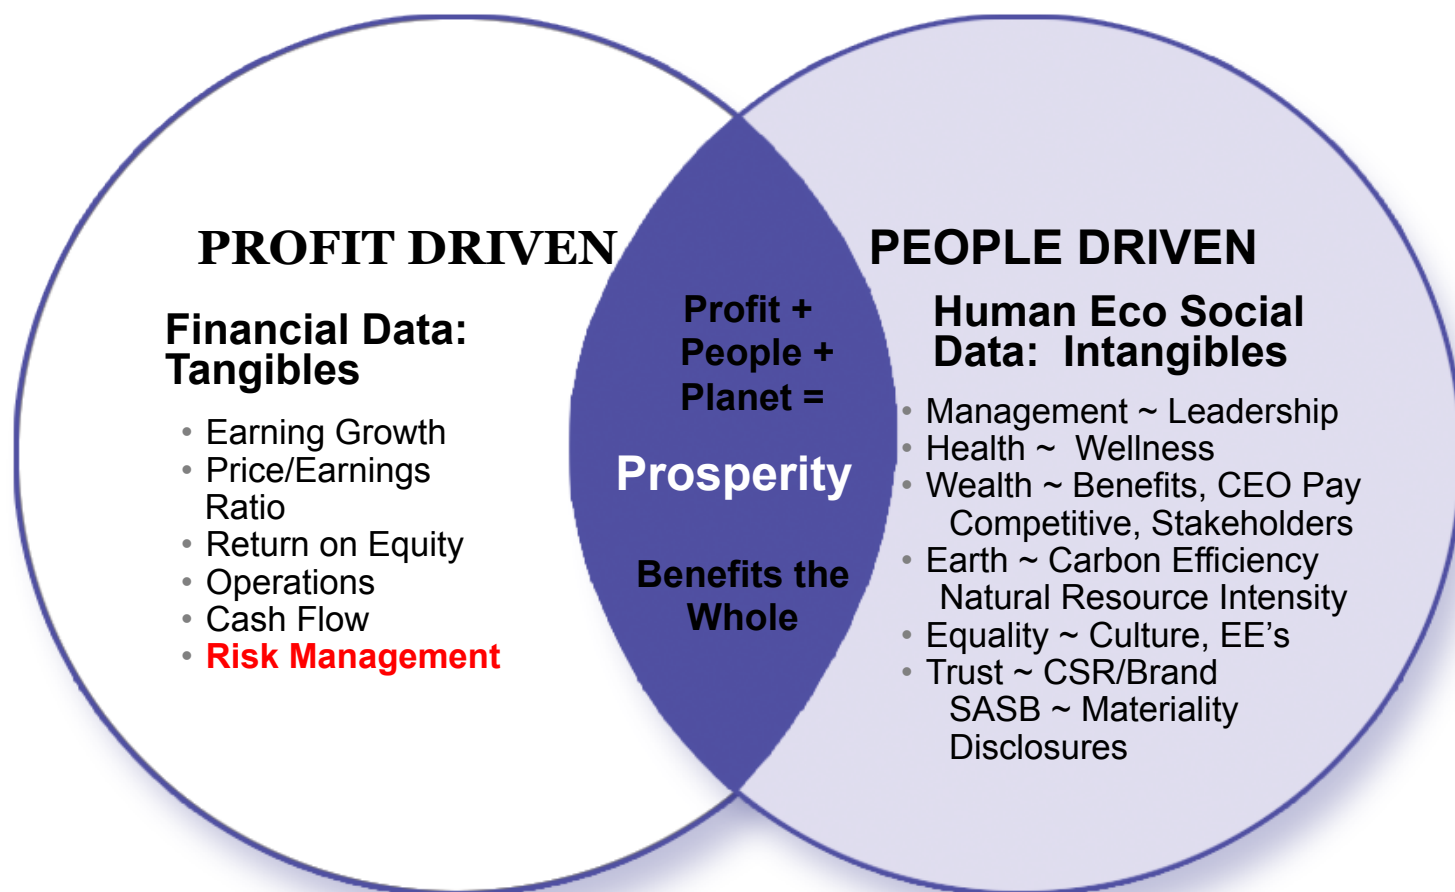 PROFIT DRIVEN
Financial Data:
Tangibles
• Earning Growth
• Price/Earnings
Ratio
• Return on Equity
• Operations
• Cash Flow
• Risk Management
Profit +
People +
Planet =
Prosperity
Benefits the
Whole
PEOPLE DRIVEN
Human Eco Social
Data: Intangibles
• Management ~ Leadership
• Health ~ Wellness
• Wealth ~ Benefits, CEO Pay
Competitive, Stakeholders
• Earth ~ Carbon Efficiency
Natural Resource Intensity
• Equality ~ Culture, EE’s
• Trust ~ CSR/Brand
SASB ~ Materiality
Disclosures